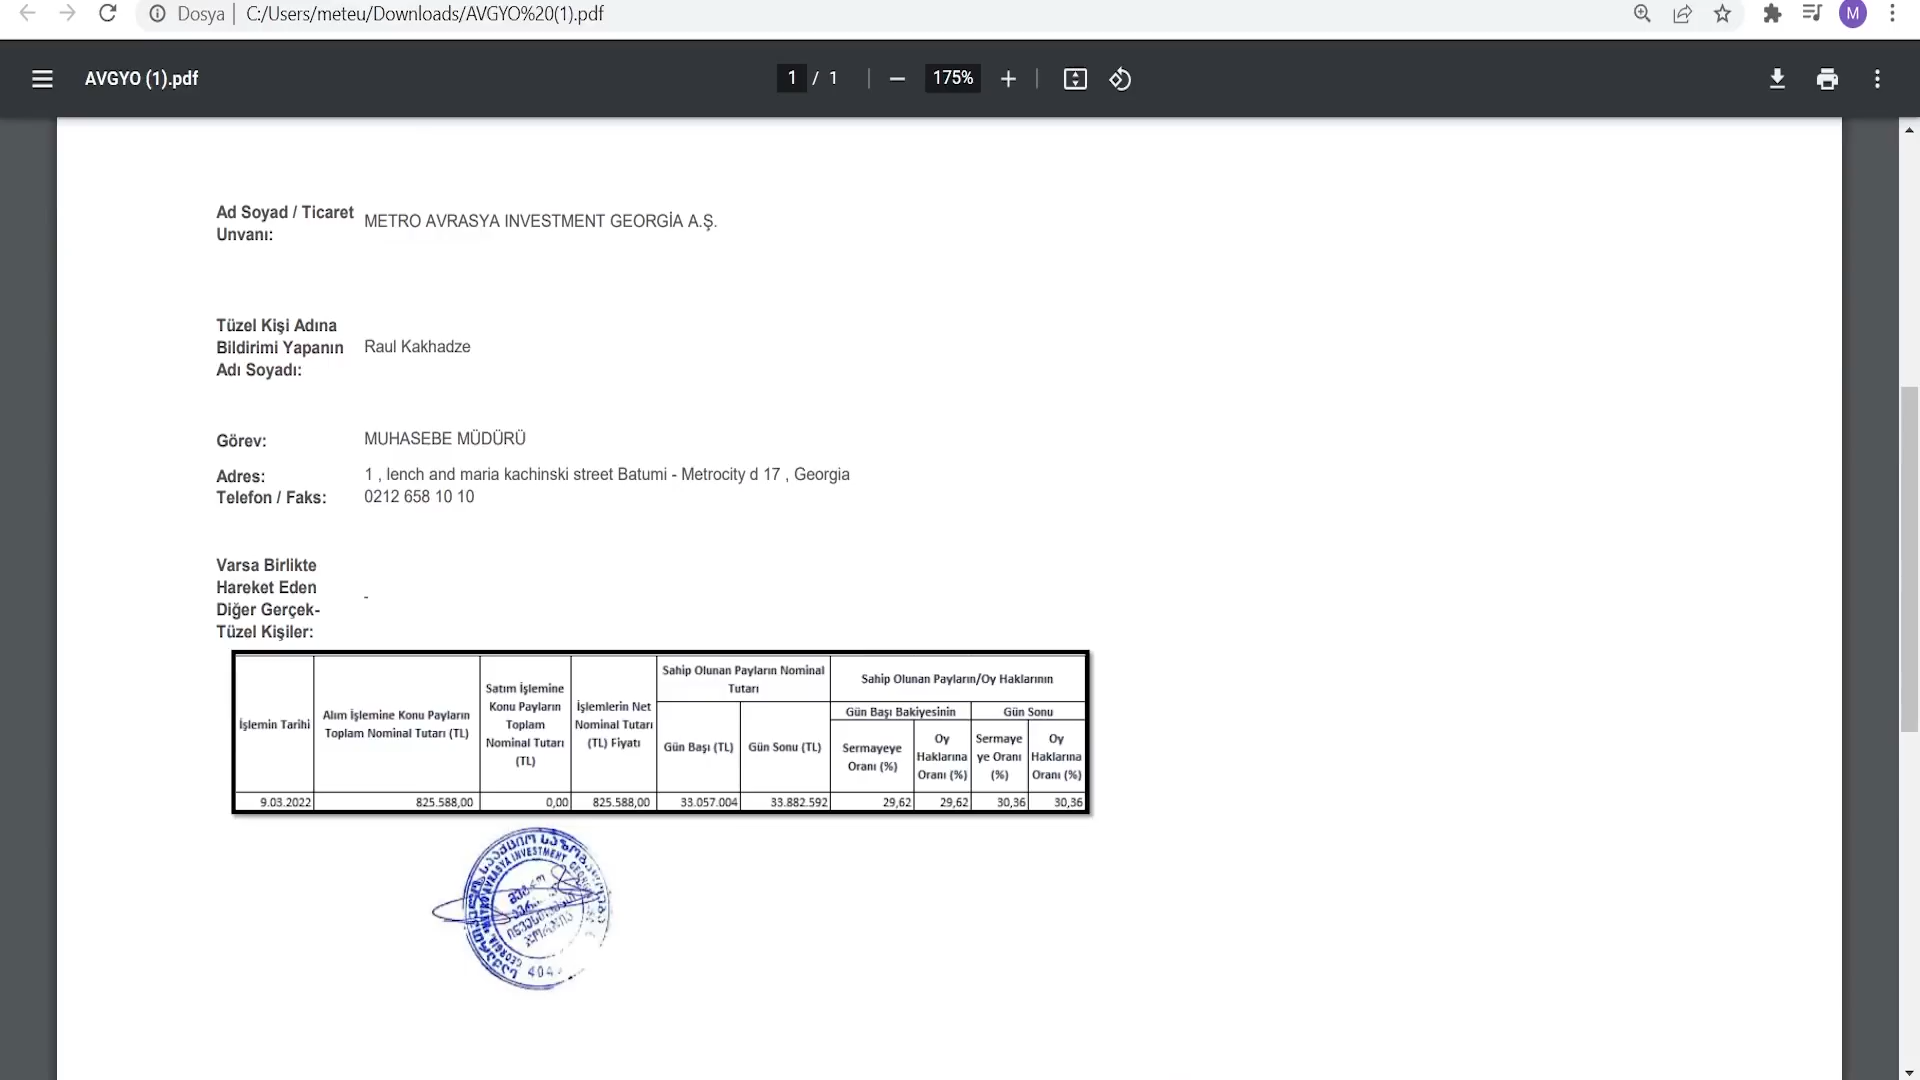 Dosya C:/Users/meteu/Downloads/AVGYO%20(1).pdf
M
AVGYO (1).pdf
1 / 1
175%
Ad Soyad / Ticaret
Unvanı:
METRO AVRASYA INVESTMENT GEORGİA A.Ş.
Tüzel Kişi Adına
Bildirimi Yapanın
Adı Soyadı:
Raul Kakhadze
Görev:
MUHASEBE MÜDÜRÜ
Adres:
1 , lench and maria kachinski street Batumi - Metrocity d 17 , Georgia
Telefon / Faks:
0212 658 10 10
Varsa Birlikte
Hareket Eden
Diğer Gerçek-
Tüzel Kişiler:
-
İşlemin Tarihi
Alım İşlemine Konu Payların
Toplam Nominal Tutarı (TL)
Satım İşlemine
Konu Payların
Toplam
Nominal Tutarı
(TL)
İşlemlerin Net
Nominal Tutarı
(TL) Fiyatı
Sahip Olunan Payların Nominal
Tutarı
Gün Başı (TL)
Gün Sonu (TL)
Sahip Olunan Payların/Oy Haklarının
Gün Başı Bakiyesinin
Gün Sonu
Sermayeye
Oranı (%)
Oy
Haklarına
Oranı (%)
Sermaye
ye Oranı
(%)
Oy
Haklarına
Oranı (%)
9.03.2022 825.588,00 0,00 825.588,00 33.057.004 33.882.592 29,62 29,62 30,36 30,36
METRO AVRASYA INVESTMENT